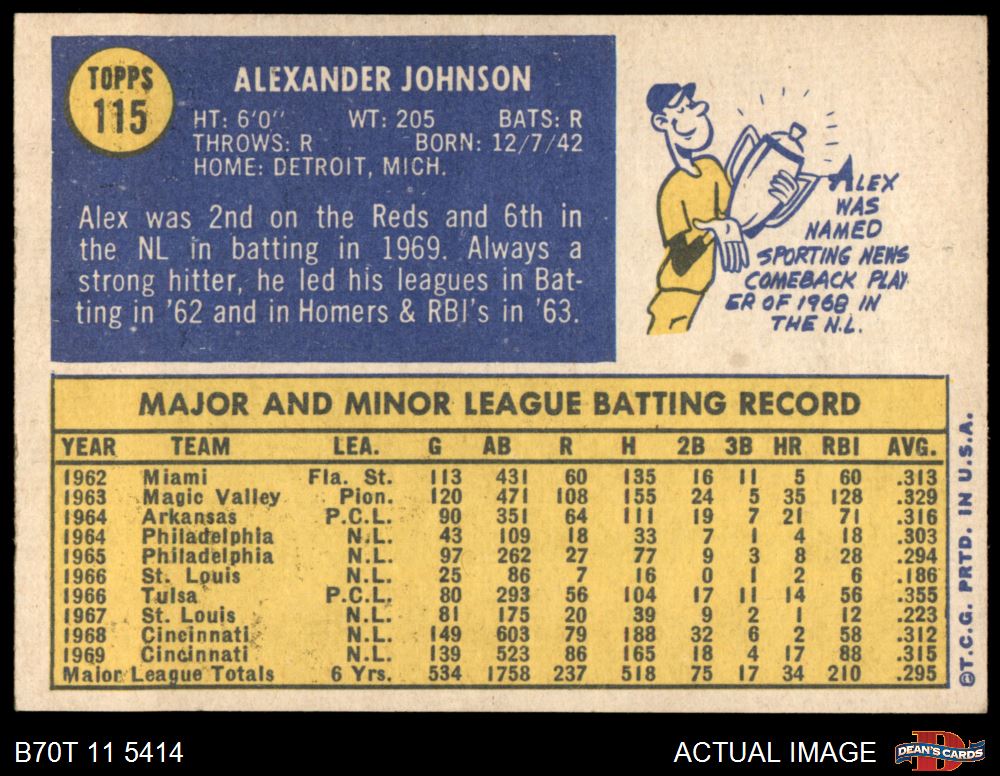 TOPPS
115
ALEXANDER JOHNSON
HT: 6'0" WT: 205 BATS: R
THROWS: R BORN: 12/7/42
HOME: DETROIT, MICH.
Alex was 2nd on the Reds and 6th in
the NL in batting in 1969. Always a
strong hitter, he led his leagues in Bat-
ting in '62 and in Homers & RBI's in '63.
ALEX
WAS
NAMED
SPORTING NEWS
COMEBACK PLAY
ER OF 1968 IN
THE N.L.
MAJOR AND MINOR LEAGUE BATTING RECORD
YEAR TEAM LEA. G AB R H 2B 3B HR RBI AVG.
1962 Miami Fla. St. 113 431 60 135 16 11 5 60 .313
1963 Magic Valley Pion. 120 471 108 155 24 5 35 128 .329
1964 Arkansas P.C.L. 90 351 64 111 19 7 21 71 .316
1964 Philadelphia N.L. 43 109 18 33 7 1 4 18 .303
1965 Philadelphia N.L. 97 262 27 77 9 3 8 28 .294
1966 St. Louis N.L. 25 86 7 16 0 1 2 6 .186
1966 Tulsa P.C.L. 80 293 56 104 17 11 14 56 .355
1967 St. Louis N.L. 81 175 20 39 9 2 1 12 .223
1968 Cincinnati N.L. 149 603 79 188 32 6 2 58 .312
1969 Cincinnati N.L. 139 523 86 165 18 4 17 88 .315
Major League Totals 6 Yrs. 534 1758 237 518 75 17 34 210 .295
©T.C.G. PRTD. IN U.S.A.
B70T 11 5414 ACTUAL IMAGE
DEAN'S CARDS